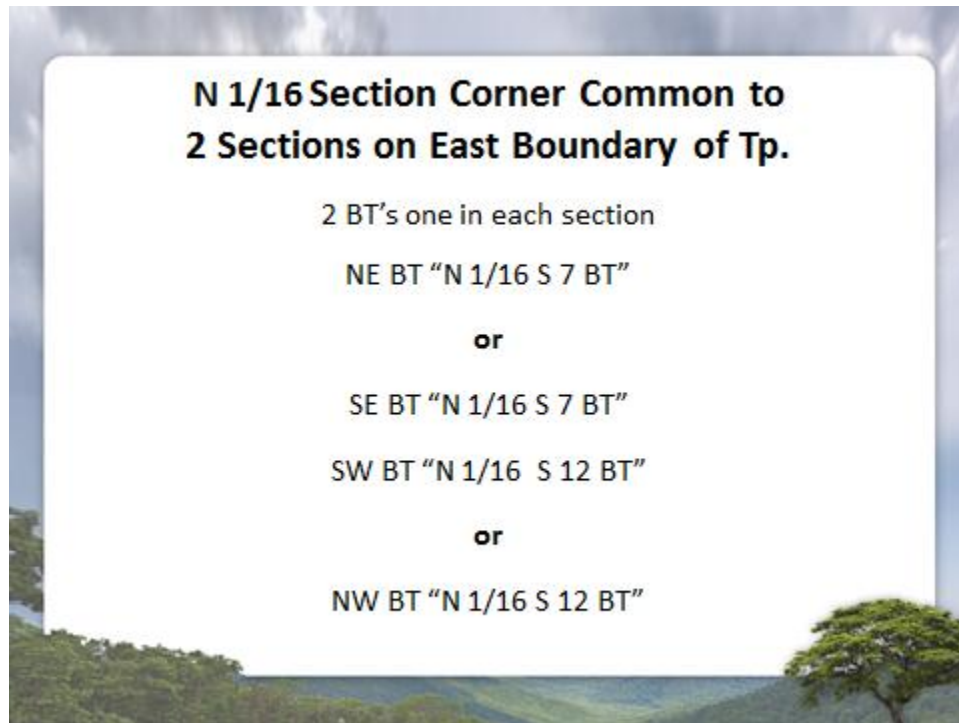 N 1/16 Section Corner Common to
2 Sections on East Boundary of Tp.
2 BT’s one in each section
NE BT “N 1/16 S 7 BT”
or
SE BT “N 1/16 S 7 BT”
SW BT “N 1/16  S 12 BT”
or
NW BT “N 1/16 S 12 BT”